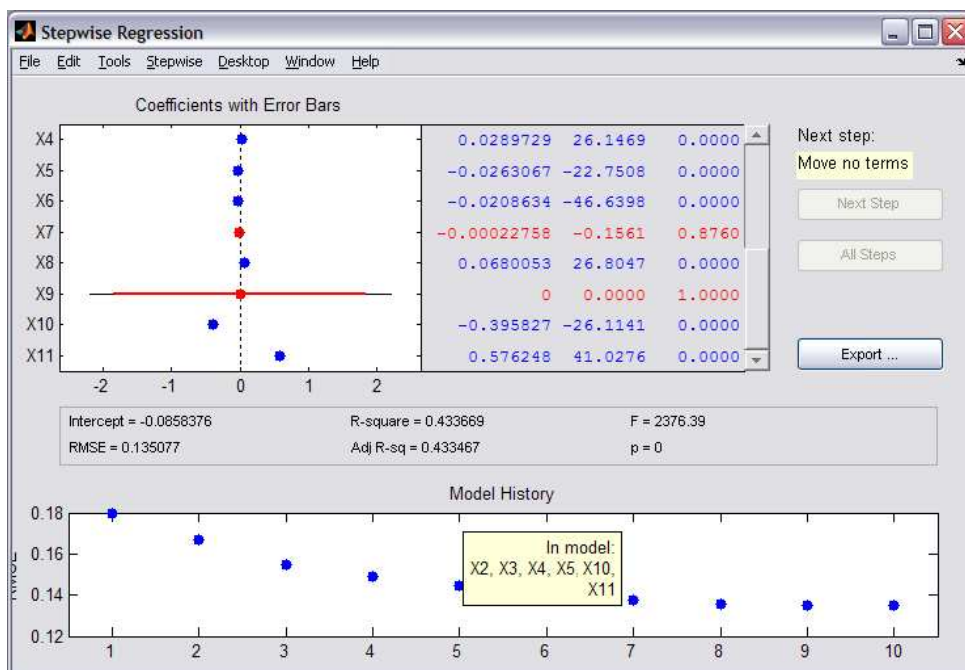 Stepwise Regression
File Edit Tools Stepwise Desktop Window Help
Coefficients with Error Bars
X4 0.0289729 26.1469 0.0000
X5 -0.0263067 -22.7508 0.0000
X6 -0.0208634 -46.6398 0.0000
X7 -0.00022758 -0.1561 0.8760
X8 0.0680053 26.8047 0.0000
X9 0 0.0000 1.0000
X10 -0.395827 -26.1141 0.0000
X11 0.576248 41.0276 0.0000
-2 -1 0 1 2
Next step:
Move no terms
Next Step
All Steps
Export ...
Intercept = -0.0858376 R-square = 0.433669 F = 2376.39
RMSE = 0.135077 Adj R-sq = 0.433467 p = 0
Model History
RMSE
0.18
0.16
0.14
0.12
In model:
X2, X3, X4, X5, X10,
X11
1 2 3 4 5 6 7 8 9 10